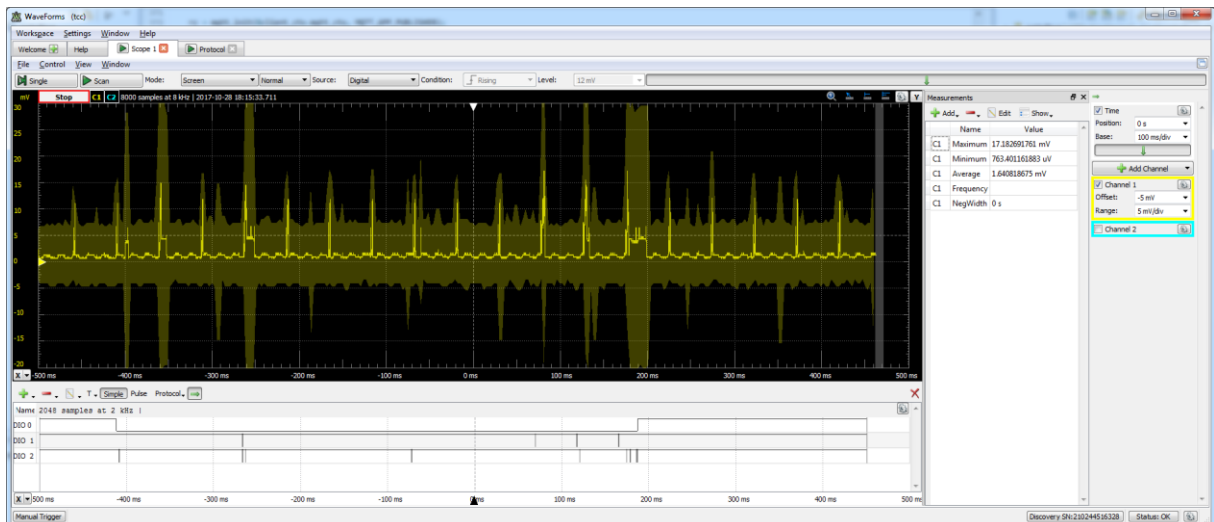 WaveForms (tcc)
Workspace Settings Window Help
Welcome Help Scope 1 Protocol
File Control View Window
Single Scan Mode: Screen Normal Source: Digital Condition: Rising Level: 12 mV
mV Stop C1 C2 8000 samples at 8 kHz | 2017-10-28 18:15:33.711 Y
30
25
20
15
10
5
0
-5
-10
-15
-20
X -500 ms -400 ms -300 ms -200 ms -100 ms 0 ms 100 ms 200 ms 300 ms 400 ms 500 ms
T Simple Pulse Protocol
Name 2048 samples at 2 kHz |
DIO 0
DIO 1
DIO 2
X -500 ms -400 ms -300 ms -200 ms -100 ms 0 ms 100 ms 200 ms 300 ms 400 ms 500 ms
Measurements
Add Edit Show
Name Value
C1 Maximum 17.182691761 mV
C1 Minimum 763.401161883 uV
C1 Average 1.640818675 mV
C1 Frequency
C1 NegWidth 0 s
Time
Position: 0 s
Base: 100 ms/div
Add Channel
Channel 1
Offset: -5 mV
Range: 5 mV/div
Channel 2
Manual Trigger Discovery SN:210244516328 Status: OK